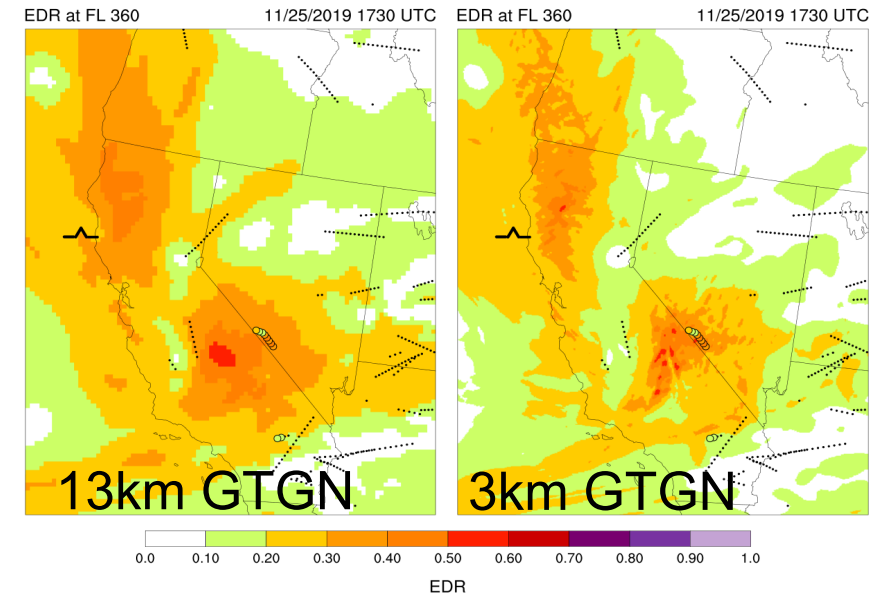 EDR at FL 360 11/25/2019 1730 UTC
EDR at FL 360 11/25/2019 1730 UTC
13km GTGN
3km GTGN
0.0 0.10 0.20 0.30 0.40 0.50 0.60 0.70 0.80 0.90 1.0
EDR